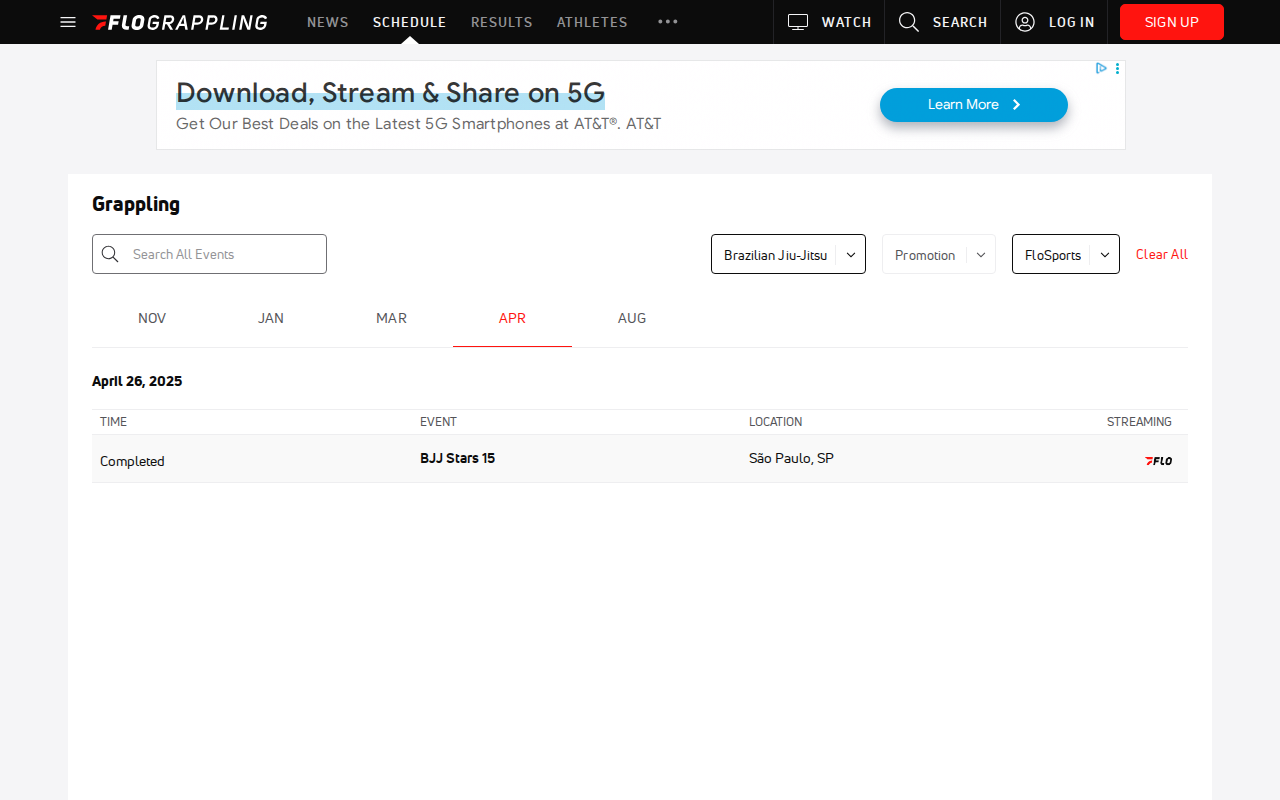 FLOGRAPPLING NEWS SCHEDULE RESULTS ATHLETES WATCH SEARCH LOG IN SIGN UP
Download, Stream & Share on 5G
Get Our Best Deals on the Latest 5G Smartphones at AT&T®. AT&T
Learn More
Grappling
Search All Events
Brazilian Jiu-Jitsu Promotion FloSports Clear All
NOV JAN MAR APR AUG
April 26, 2025
TIME EVENT LOCATION STREAMING
Completed BJJ Stars 15 São Paulo, SP FLO